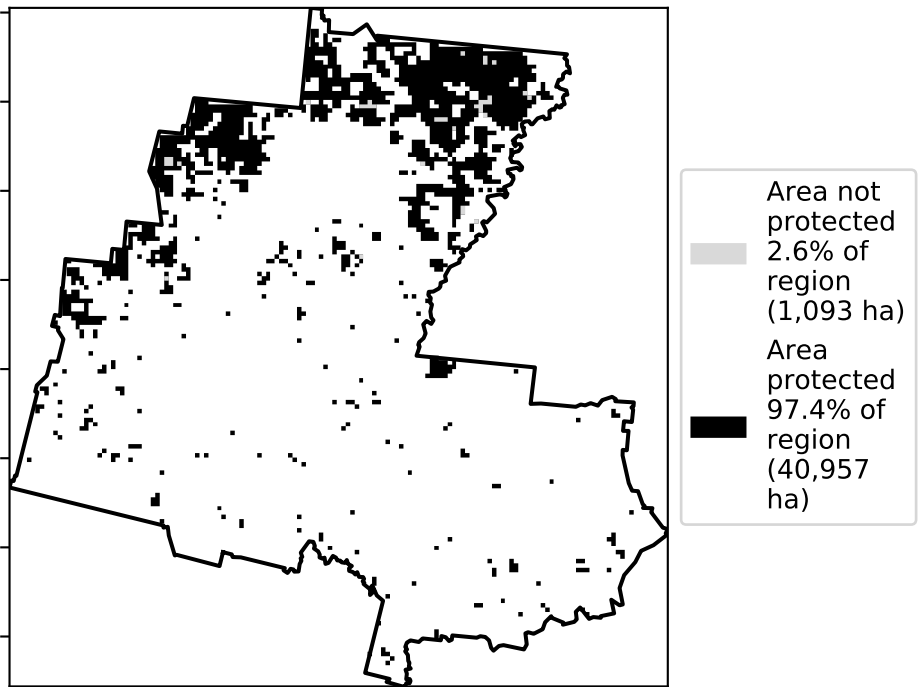 Area not
protected
2.6% of
region
(1,093 ha)
Area
protected
97.4% of
region
(40,957
ha)